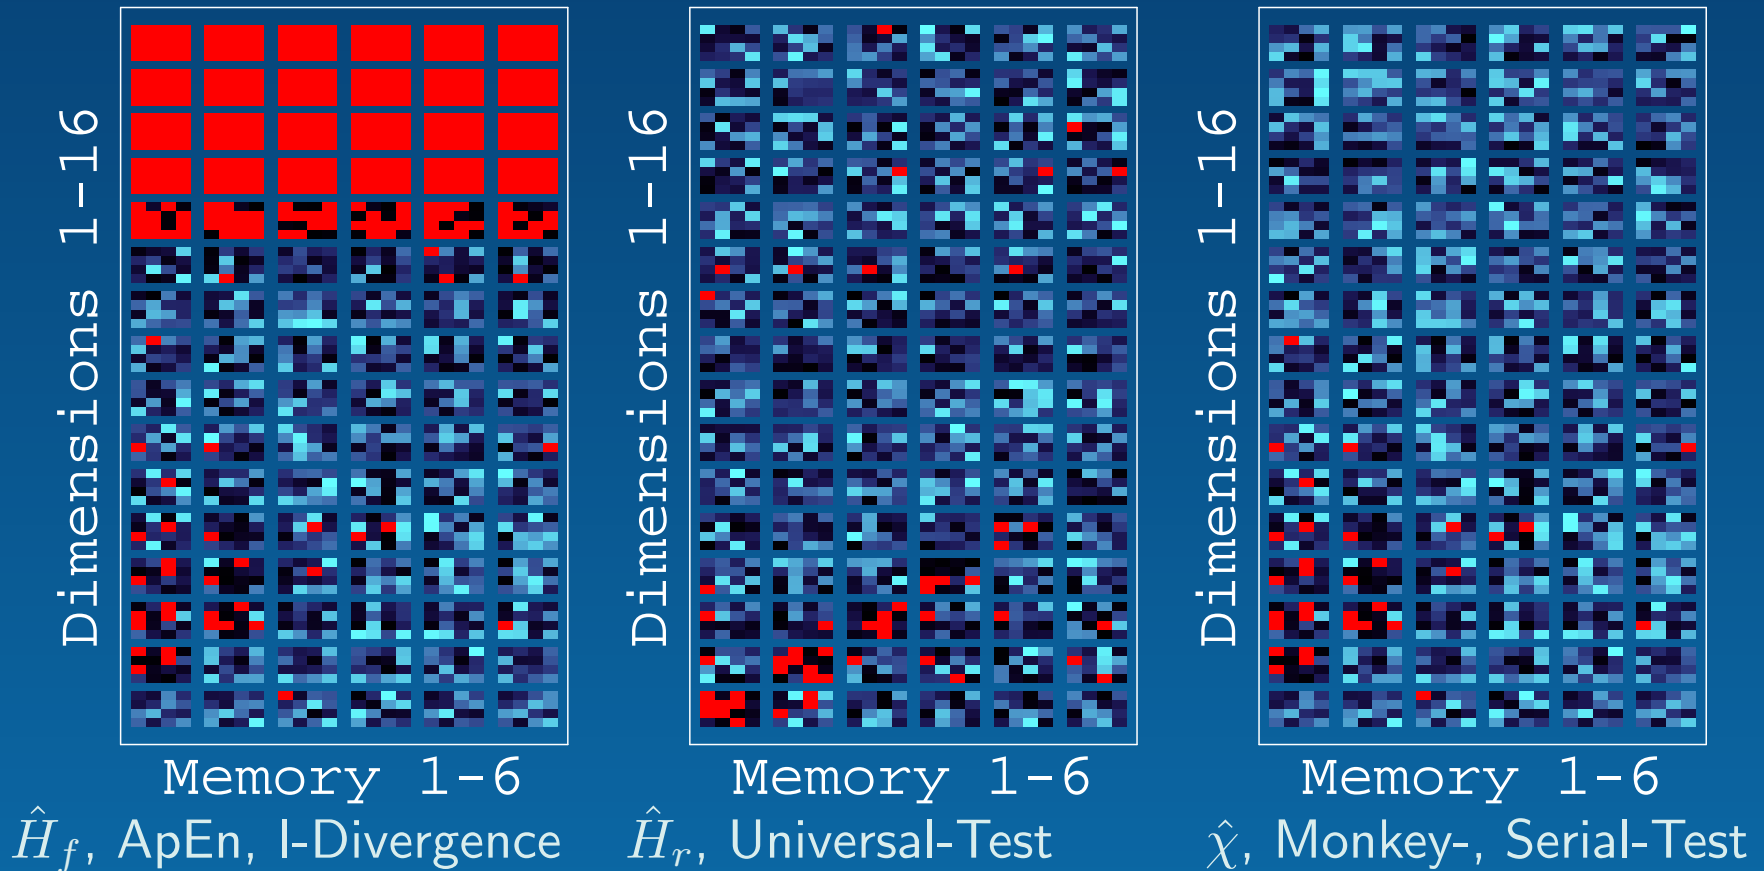 Dimensions 1-16
Memory 1-6
Ĥ_f, ApEn, I-Divergence
Dimensions 1-16
Memory 1-6
Ĥ_r, Universal-Test
Dimensions 1-16
Memory 1-6
χ̂, Monkey-, Serial-Test